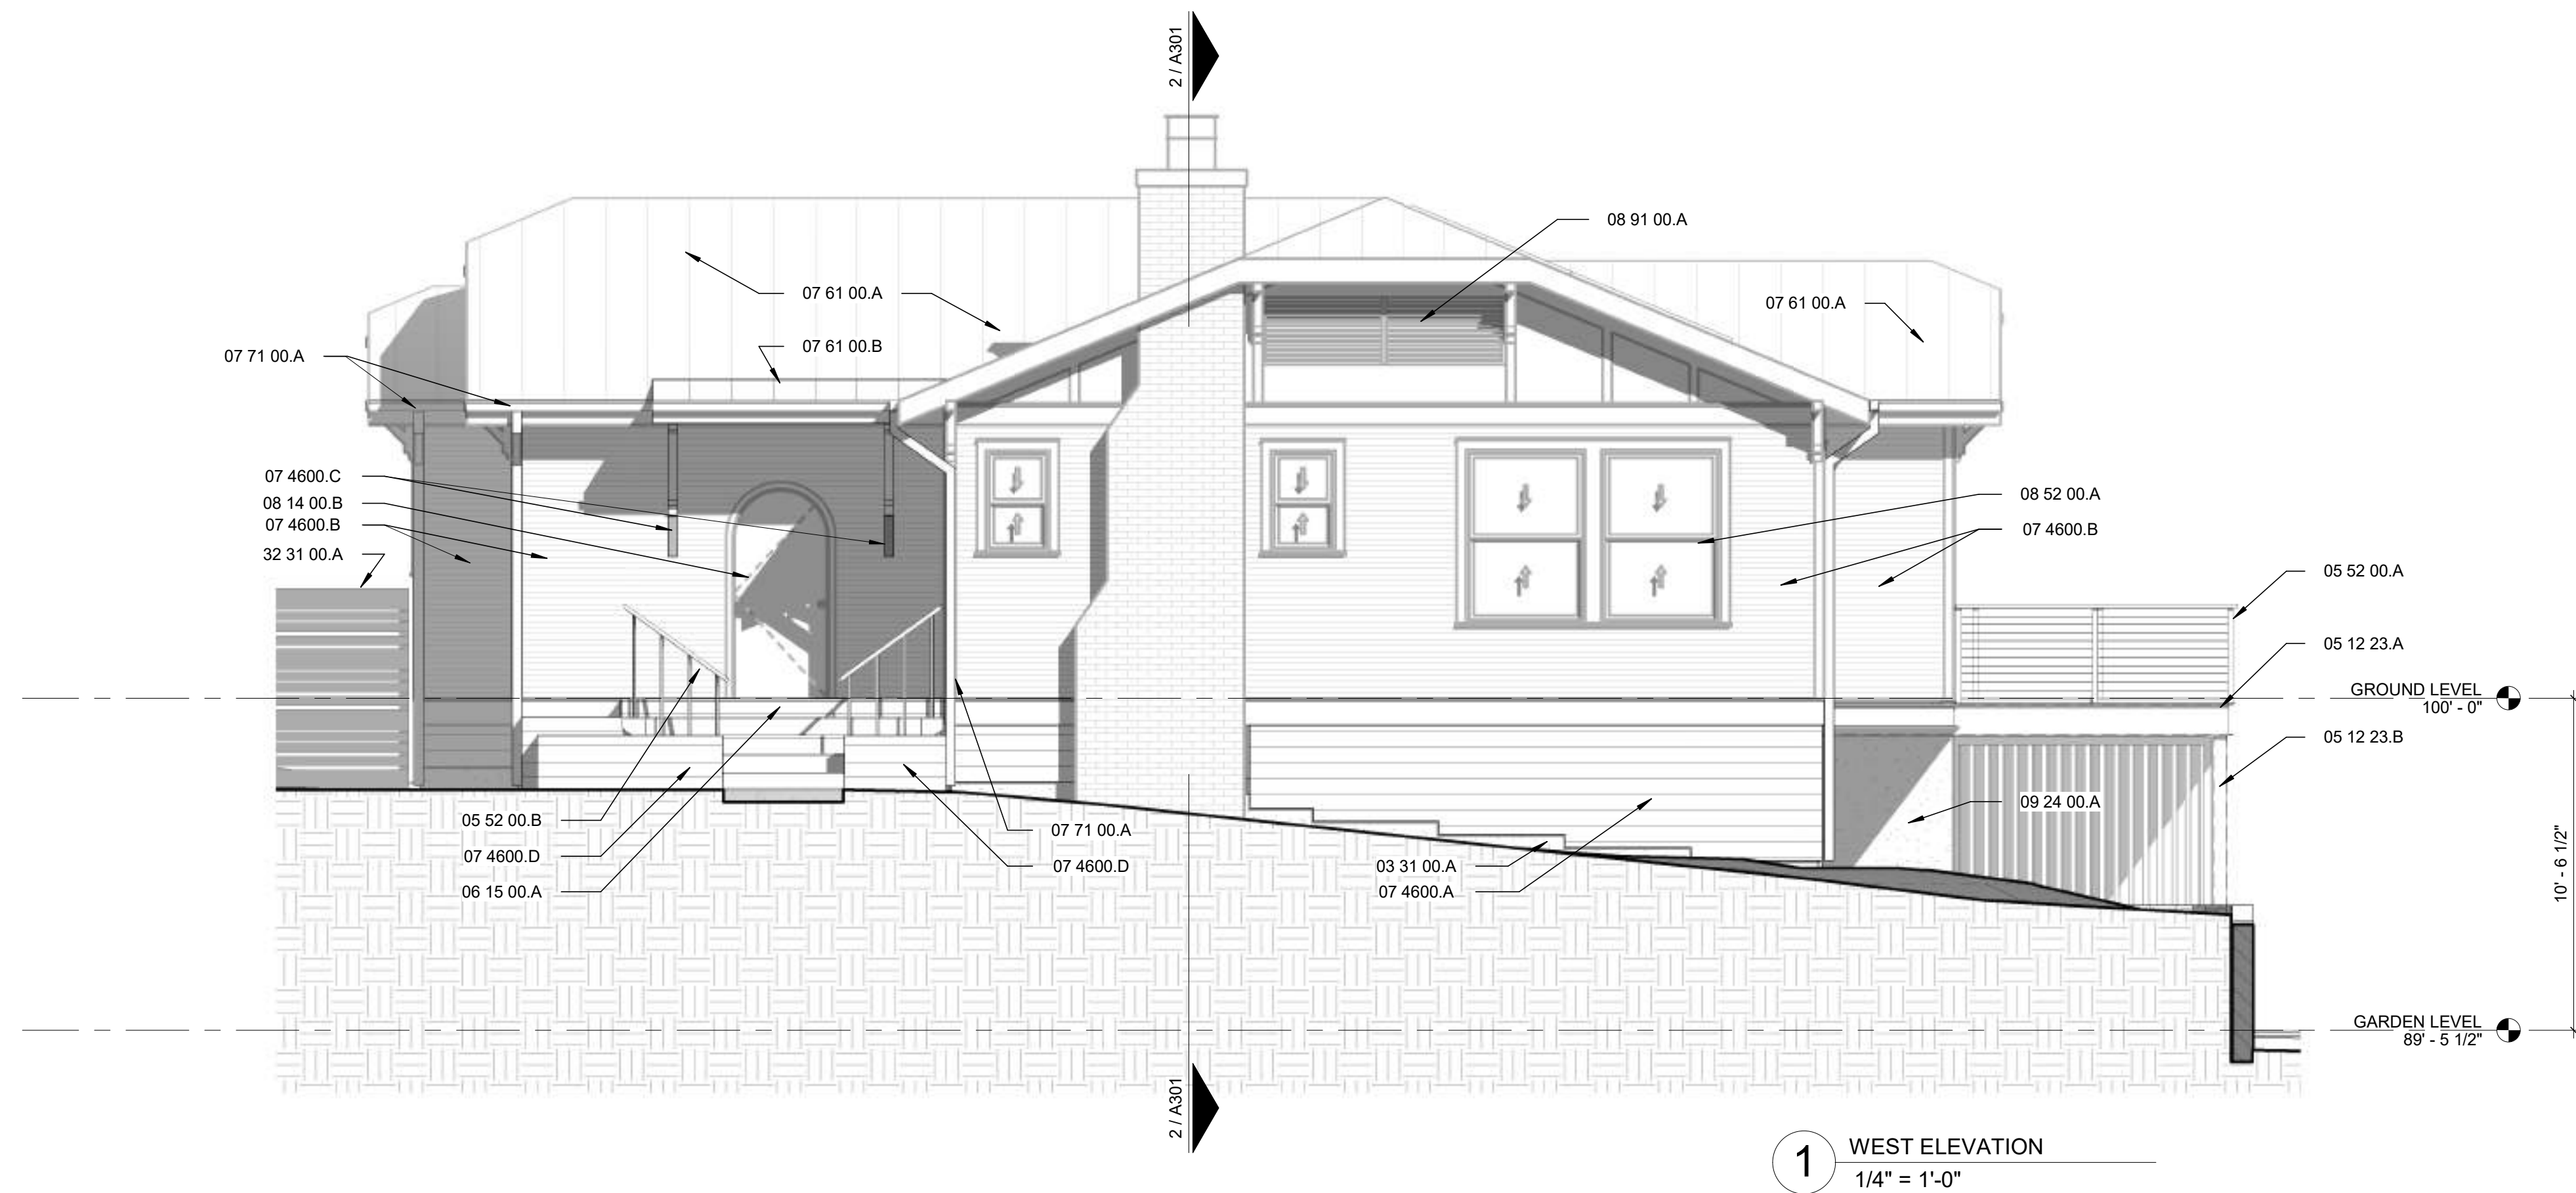 2 / A301
08 91 00.A
07 61 00.A
07 61 00.A
07 61 00.B
07 71 00.A
07 4600.C
08 14 00.B
07 4600.B
32 31 00.A
08 52 00.A
07 4600.B
05 52 00.A
05 12 23.A
GROUND LEVEL
100' - 0"
05 12 23.B
09 24 00.A
05 52 00.B
07 4600.D
06 15 00.A
07 71 00.A
07 4600.D
03 31 00.A
07 4600.A
10' - 6 1/2"
GARDEN LEVEL
89' - 5 1/2"
2 / A301
1
WEST ELEVATION
1/4" = 1'-0"